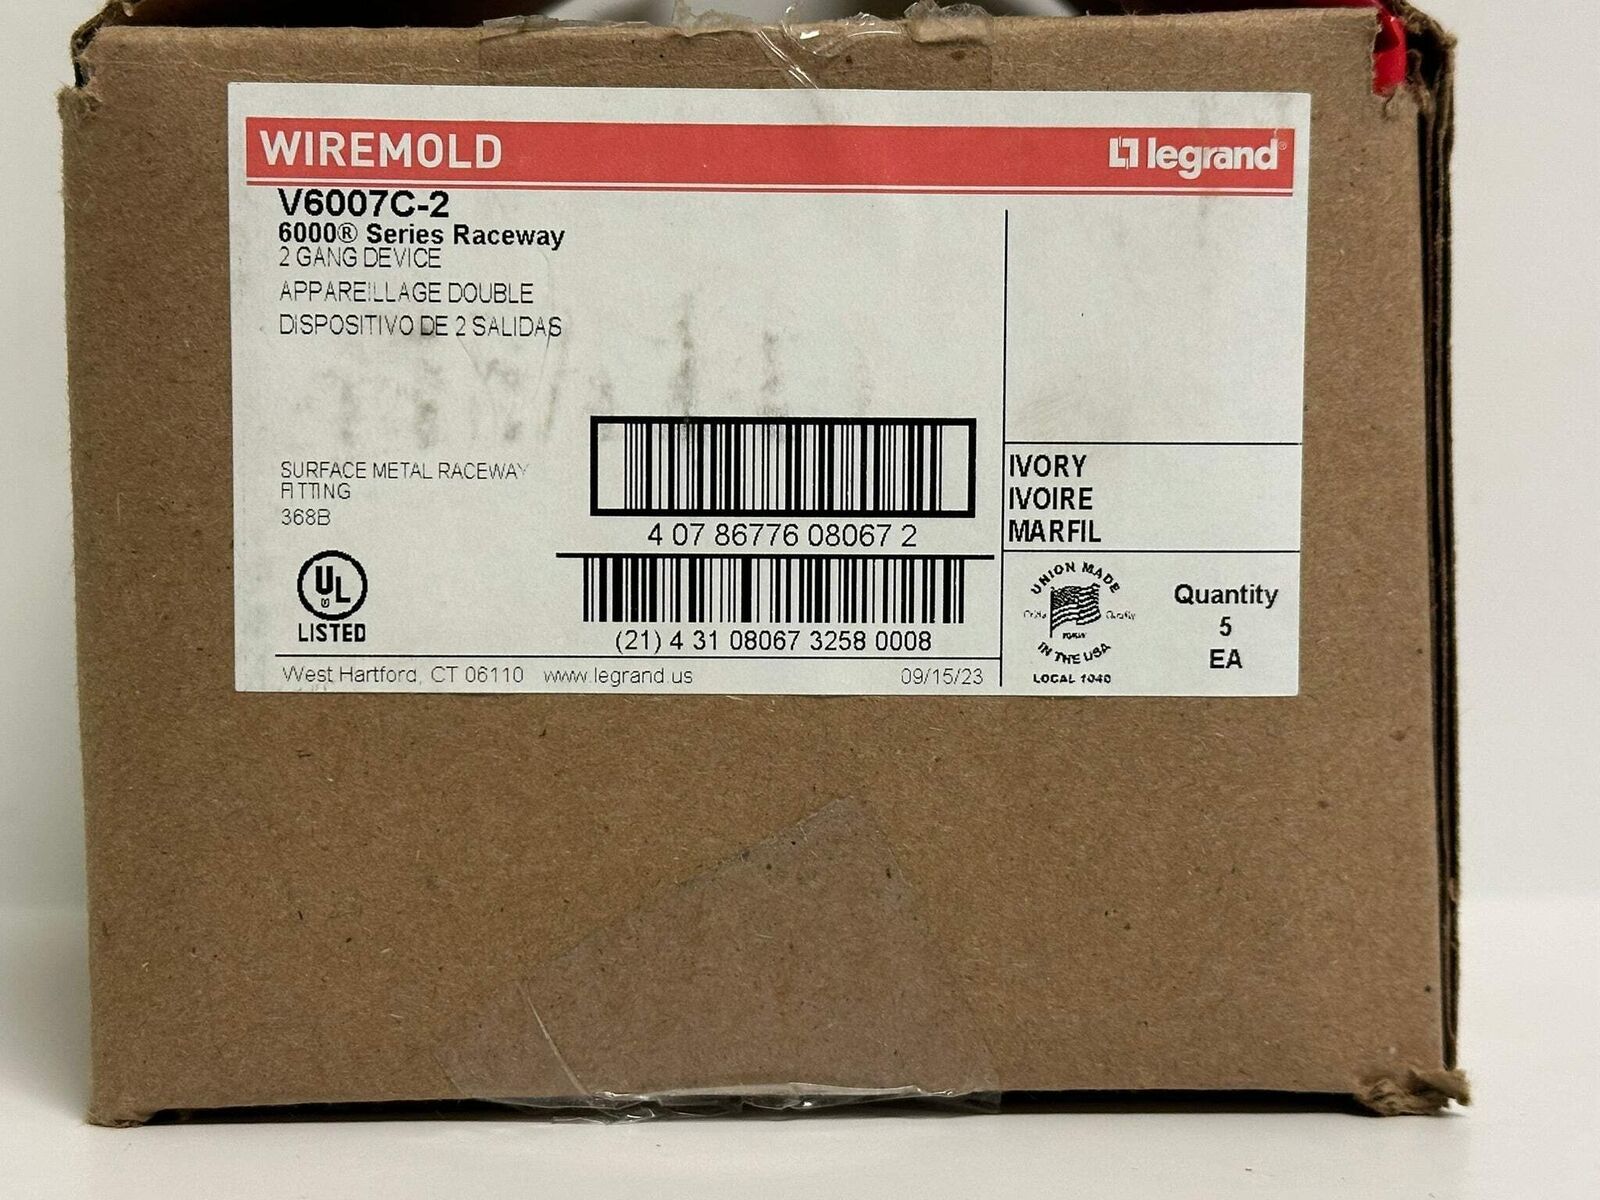 WIREMOLD
legrand®
V6007C-2
6000® Series Raceway
2 GANG DEVICE
APPAREILLAGE DOUBLE
DISPOSITIVO DE 2 SALIDAS
SURFACE METAL RACEWAY
FITTING
368B
UL
LISTED
4 07 86776 08067 2
(21) 4 31 08067 3258 0008
West Hartford, CT 06110 www.legrand.us
09/15/23
IVORY
IVOIRE
MARFIL
UNION MADE
Quality
IN THE USA
LOCAL 1040
Quantity
5
EA